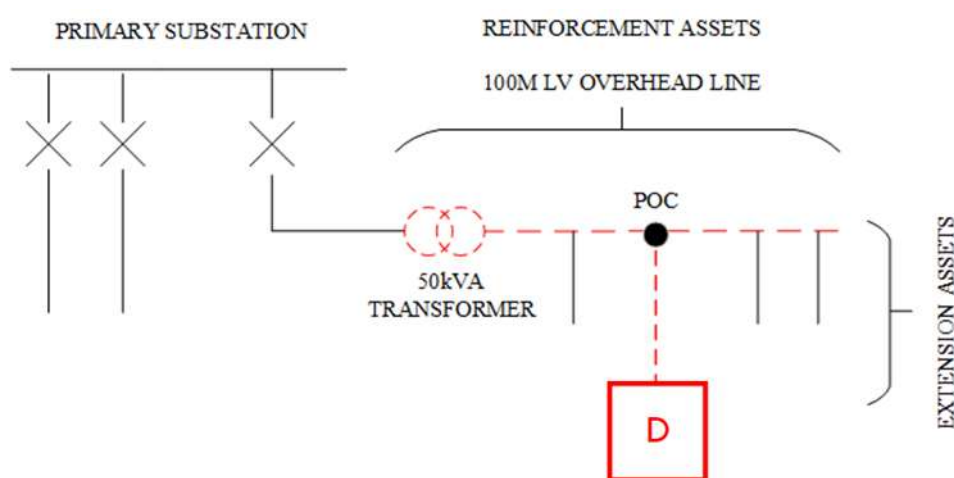 PRIMARY SUBSTATION
REINFORCEMENT ASSETS
100M LV OVERHEAD LINE
POC
50kVA
TRANSFORMER
EXTENSION ASSETS
D